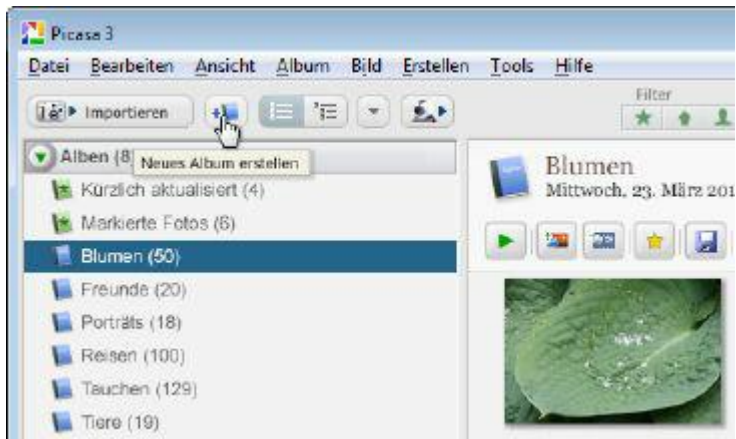 Picasa 3
Datei Bearbeiten Ansicht Album Bild Erstellen Tools Hilfe
Importieren
Filter
Alben (8
Neues Album erstellen
Kürzlich aktualisiert (4)
Markierte Fotos (6)
Blumen (50)
Freunde (20)
Porträts (18)
Reisen (100)
Tauchen (129)
Tiere (19)
Blumen
Mittwoch, 23. März 201